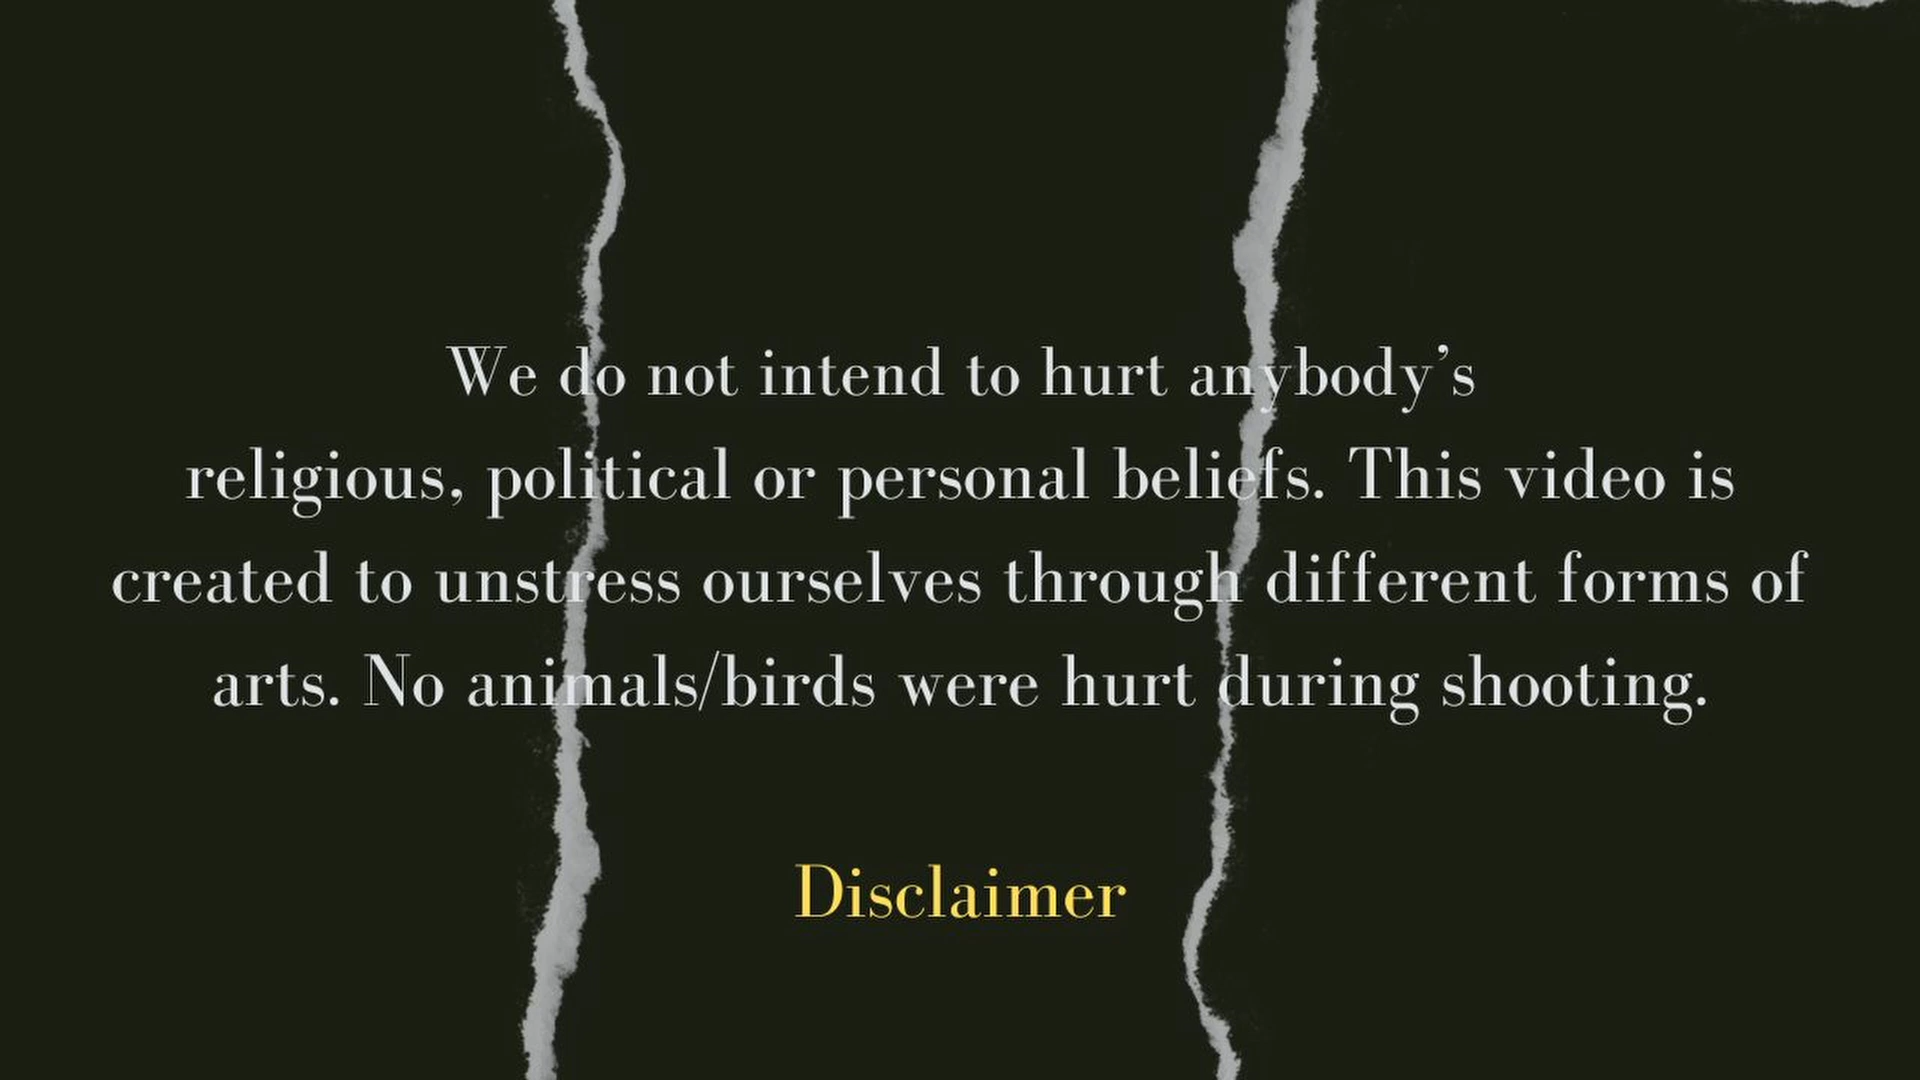 We do not intend to hurt anybody’s
religious, political or personal beliefs. This video is
created to unstress ourselves through different forms of
arts. No animals/birds were hurt during shooting.
Disclaimer